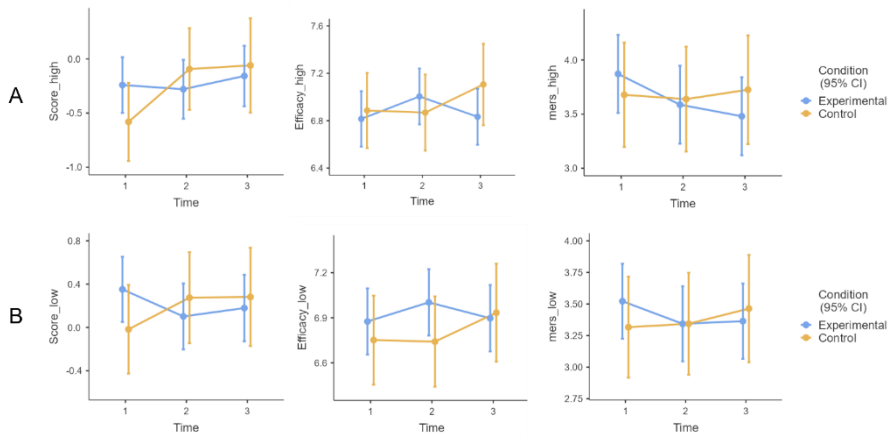 A
Score_high
0.0
-0.5
-1.0
1 2 3
Time
Efficacy_high
7.6
7.2
6.8
6.4
1 2 3
Time
mers_high
4.0
3.5
3.0
1 2 3
Time
Condition
(95% CI)
Experimental
Control
B
Score_low
0.8
0.4
0.0
-0.4
1 2 3
Time
Efficacy_low
7.2
6.9
6.6
1 2 3
Time
mers_low
4.00
3.75
3.50
3.25
3.00
2.75
1 2 3
Time
Condition
(95% CI)
Experimental
Control